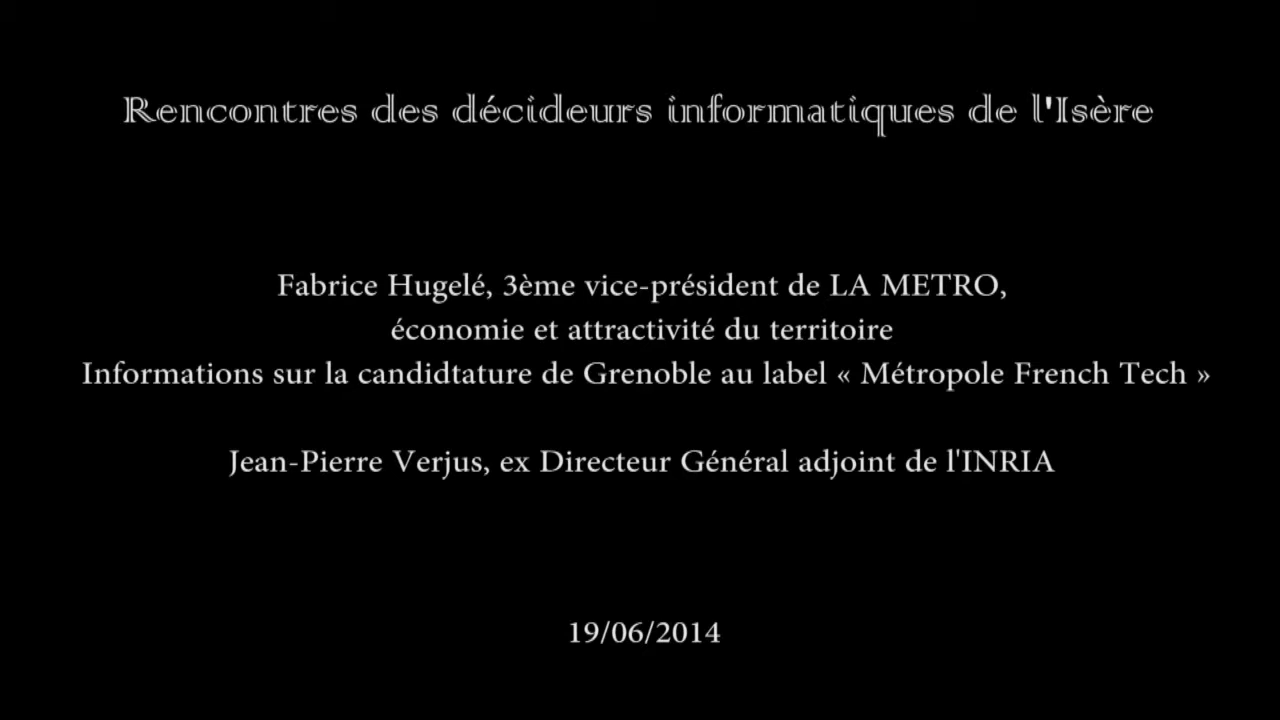 Rencontres des décideurs informatiques de l'Isère
Fabrice Hugelé, 3ème vice-président de LA METRO,
économie et attractivité du territoire
Informations sur la candidtature de Grenoble au label « Métropole French Tech »
Jean-Pierre Verjus, ex Directeur Général adjoint de l'INRIA
19/06/2014